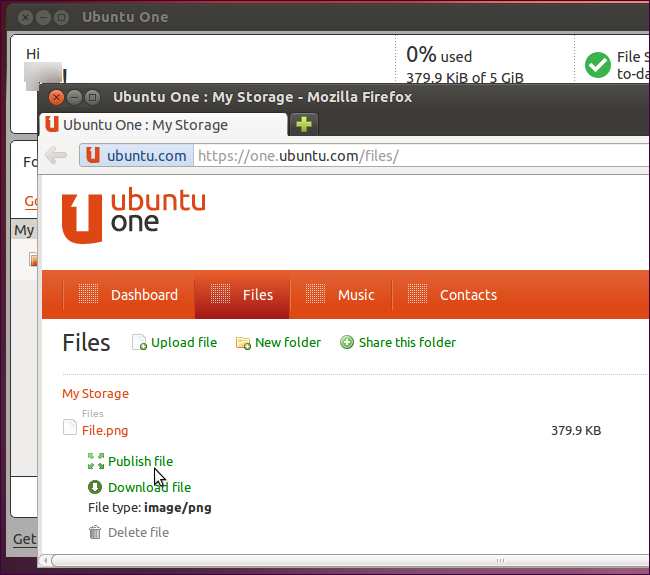 Ubuntu One
Hi
!
0% used
379.9 KiB of 5 GiB
File S
to-da
Ubuntu One : My Storage - Mozilla Firefox
Ubuntu One : My Storage
ubuntu.com https://one.ubuntu.com/files/
Fo
Go
My
ubuntu
one
Dashboard Files Music Contacts
Files Upload file New folder Share this folder
My Storage
Files
File.png 379.9 KB
Publish file
Download file
File type: image/png
Delete file
Get